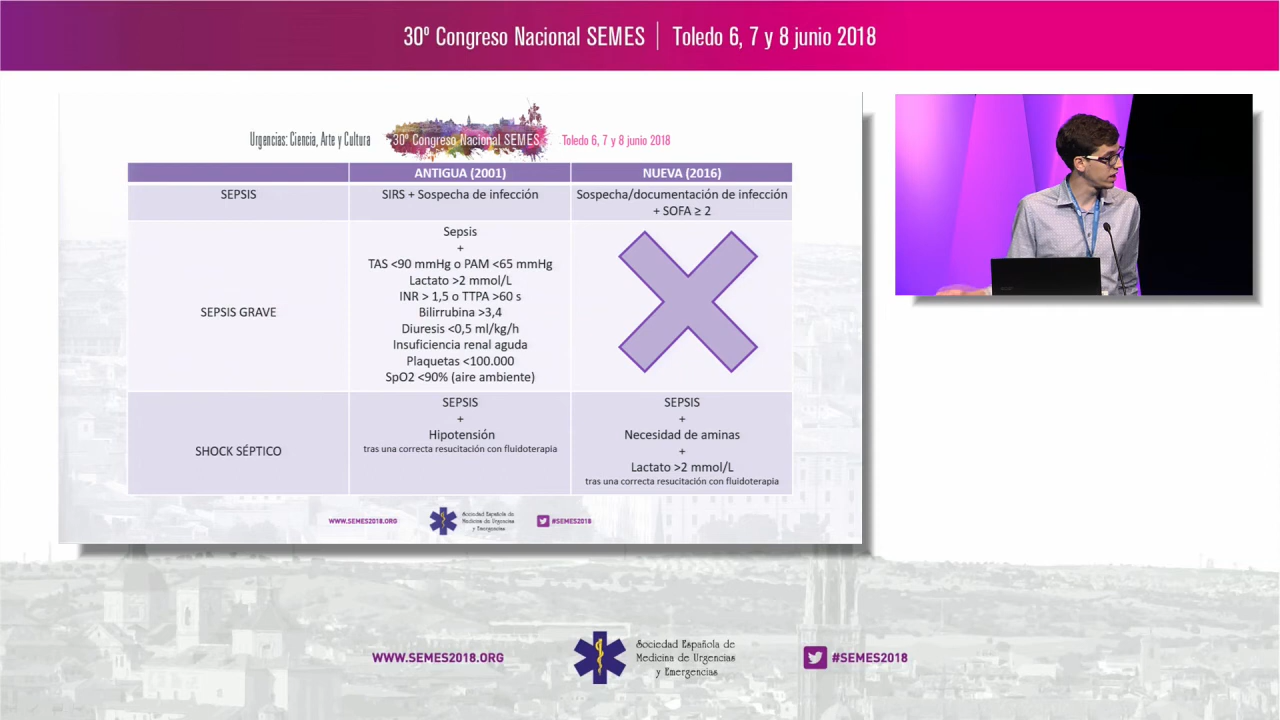 30º Congreso Nacional SEMES | Toledo 6, 7 y 8 junio 2018
Urgencias: Ciencia, Arte y Cultura
30º Congreso Nacional SEMES
Toledo 6, 7 y 8 junio 2018
ANTIGUA (2001)
NUEVA (2016)
SEPSIS
SIRS + Sospecha de infección
Sospecha/documentación de infección
+ SOFA ≥ 2
SEPSIS GRAVE
Sepsis
+
TAS <90 mmHg o PAM <65 mmHg
Lactato >2 mmol/L
INR > 1,5 o TTPA >60 s
Bilirrubina >3,4
Diuresis <0,5 ml/kg/h
Insuficiencia renal aguda
Plaquetas <100.000
SpO2 <90% (aire ambiente)
SHOCK SÉPTICO
SEPSIS
+
Hipotensión
tras una correcta resucitación con fluidoterapia
SEPSIS
+
Necesidad de aminas
+
Lactato >2 mmol/L
tras una correcta resucitación con fluidoterapia
WWW.SEMES2018.ORG
Sociedad Española de
Medicina de Urgencias
y Emergencias
#SEMES2018
WWW.SEMES2018.ORG
Sociedad Española de
Medicina de Urgencias
y Emergencias
#SEMES2018